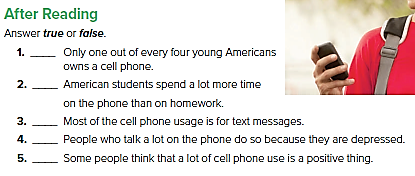 After Reading
Answer true or false.
1. _____ Only one out of every four young Americans
owns a cell phone.
2. _____ American students spend a lot more time
on the phone than on homework.
3. _____ Most of the cell phone usage is for text messages.
4. _____ People who talk a lot on the phone do so because they are depressed.
5. _____ Some people think that a lot of cell phone use is a positive thing.